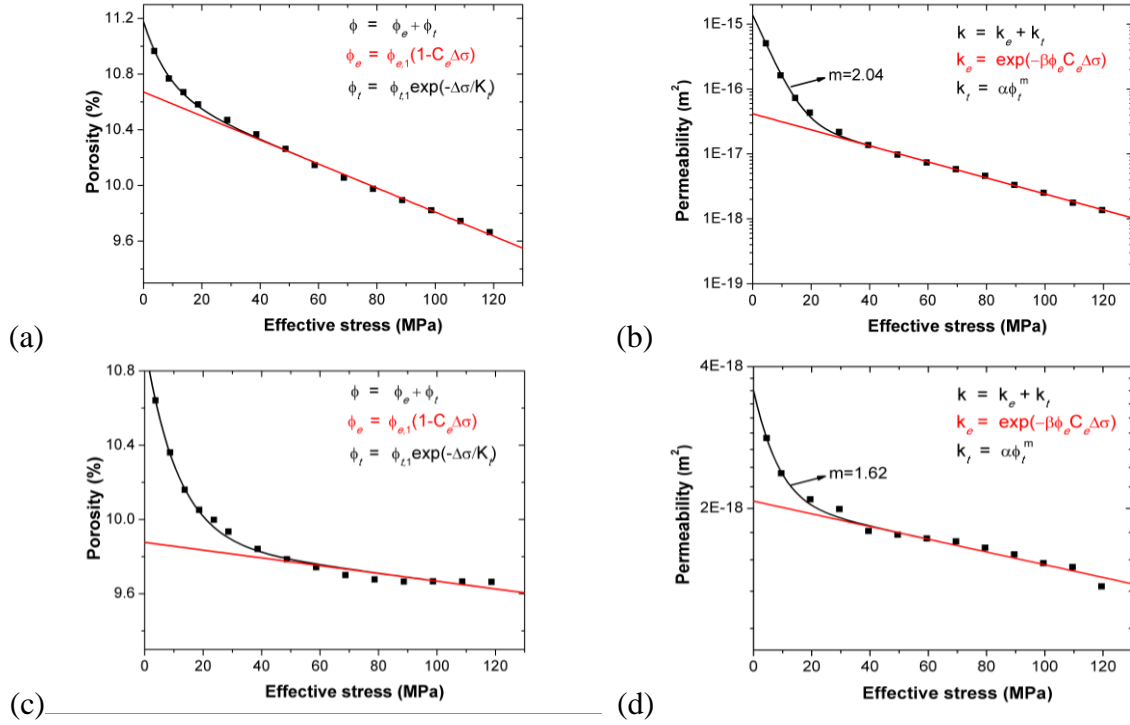 11.2
10.8
10.4
10.0
9.6
Porosity (%)
ϕ = ϕₑ + ϕₜ
ϕₑ = ϕₑ,₁(1-CₑΔσ)
ϕₜ = ϕₜ,₁exp(-Δσ/Kₜ)
0 20 40 60 80 100 120
Effective stress (MPa)
(a)
1E-15
1E-16
1E-17
1E-18
1E-19
Permeability (m²)
k = kₑ + kₜ
kₑ = exp(-βϕₑCₑΔσ)
kₜ = αϕₜᵐ
m=2.04
0 20 40 60 80 100 120
Effective stress (MPa)
(b)
10.8
10.4
10.0
9.6
Porosity (%)
ϕ = ϕₑ + ϕₜ
ϕₑ = ϕₑ,₁(1-CₑΔσ)
ϕₜ = ϕₜ,₁exp(-Δσ/Kₜ)
0 20 40 60 80 100 120
Effective stress (MPa)
(c)
4E-18
2E-18
Permeability (m²)
k = kₑ + kₜ
kₑ = exp(-βϕₑCₑΔσ)
kₜ = αϕₜᵐ
m=1.62
0 20 40 60 80 100 120
Effective stress (MPa)
(d)